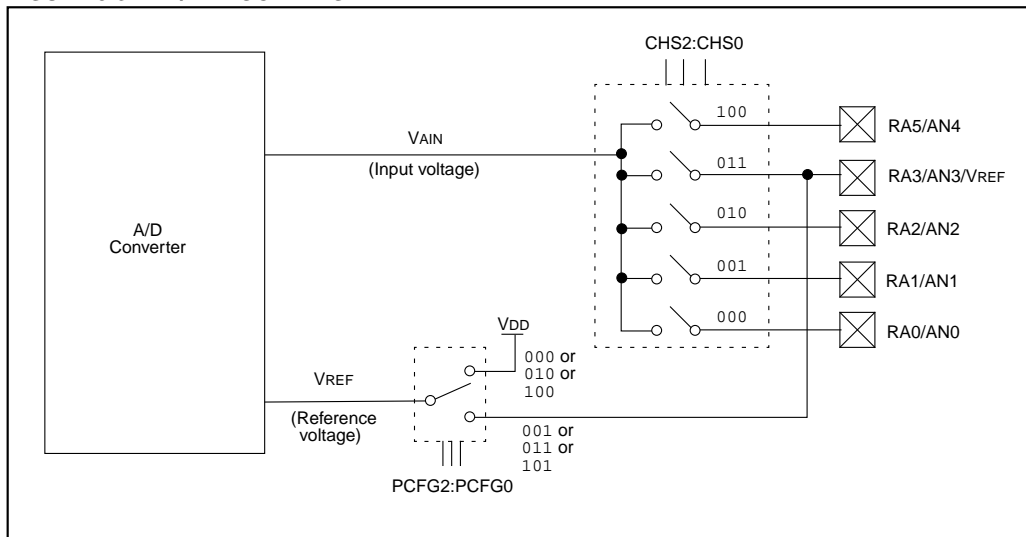 CHS2:CHS0
100
RA5/AN4
VAIN
(Input voltage)
011
RA3/AN3/VREF
A/D
Converter
010
RA2/AN2
001
RA1/AN1
000
RA0/AN0
VDD
000 or
010 or
100
VREF
(Reference
voltage)
001 or
011 or
101
PCFG2:PCFG0